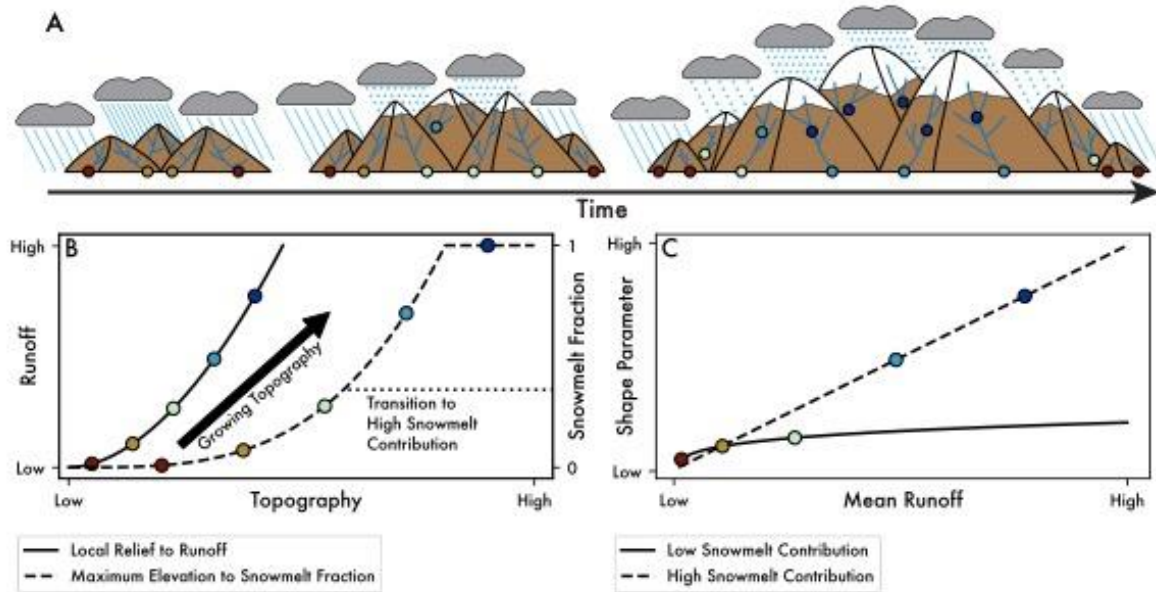 A
Time
B
High
Low
Runoff
Growing Topography
Transition to
High Snowmelt
Contribution
1
0
Snowmelt Fraction
Low
Topography
High
Local Relief to Runoff
Maximum Elevation to Snowmelt Fraction
C
High
Low
Shape Parameter
Low
Mean Runoff
High
Low Snowmelt Contribution
High Snowmelt Contribution